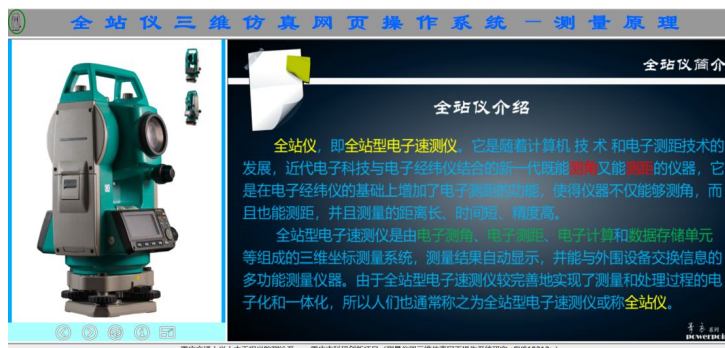 全站仪三维仿真网页操作系统－测量原理
全站仪简介
全站仪介绍
全站仪，即全站型电子速测仪。它是随着计算机 技 术 和电子测距技术的
发展，近代电子科技与电子经纬仪结合的新一代既能测角又能测距的仪器，它
是在电子经纬仪的基础上增加了电子测距的功能，使得仪器不仅能够测角，而
且也能测距，并且测量的距离长、时间短、精度高。
全站型电子速测仪是由电子测角、电子测距、电子计算和数据存储单元
等组成的三维坐标测量系统，测量结果自动显示，并能与外围设备交换信息的
多功能测量仪器。由于全站型电子速测仪较完善地实现了测量和处理过程的电
子化和一体化，所以人们也通常称之为全站型电子速测仪或称全站仪。
powerpoint